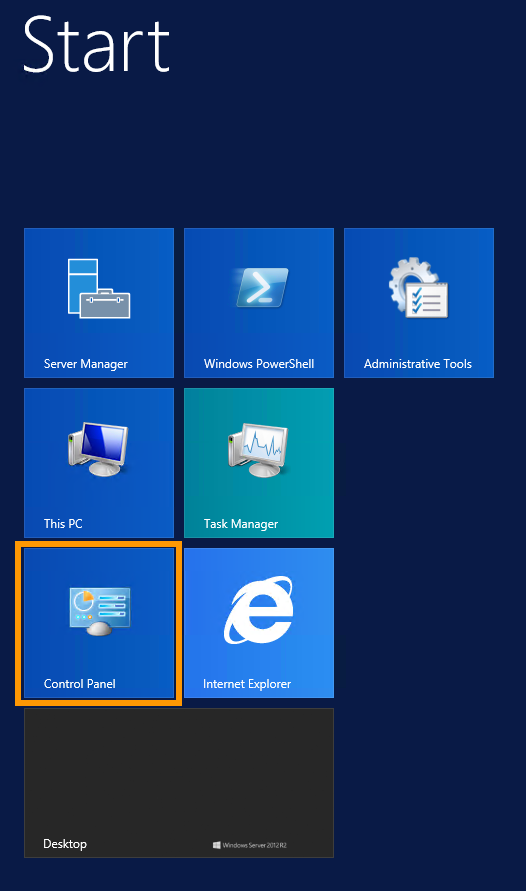 Start
Server Manager
Windows PowerShell
Administrative Tools
This PC
Task Manager
Control Panel
Internet Explorer
Desktop
Windows Server 2012 R2